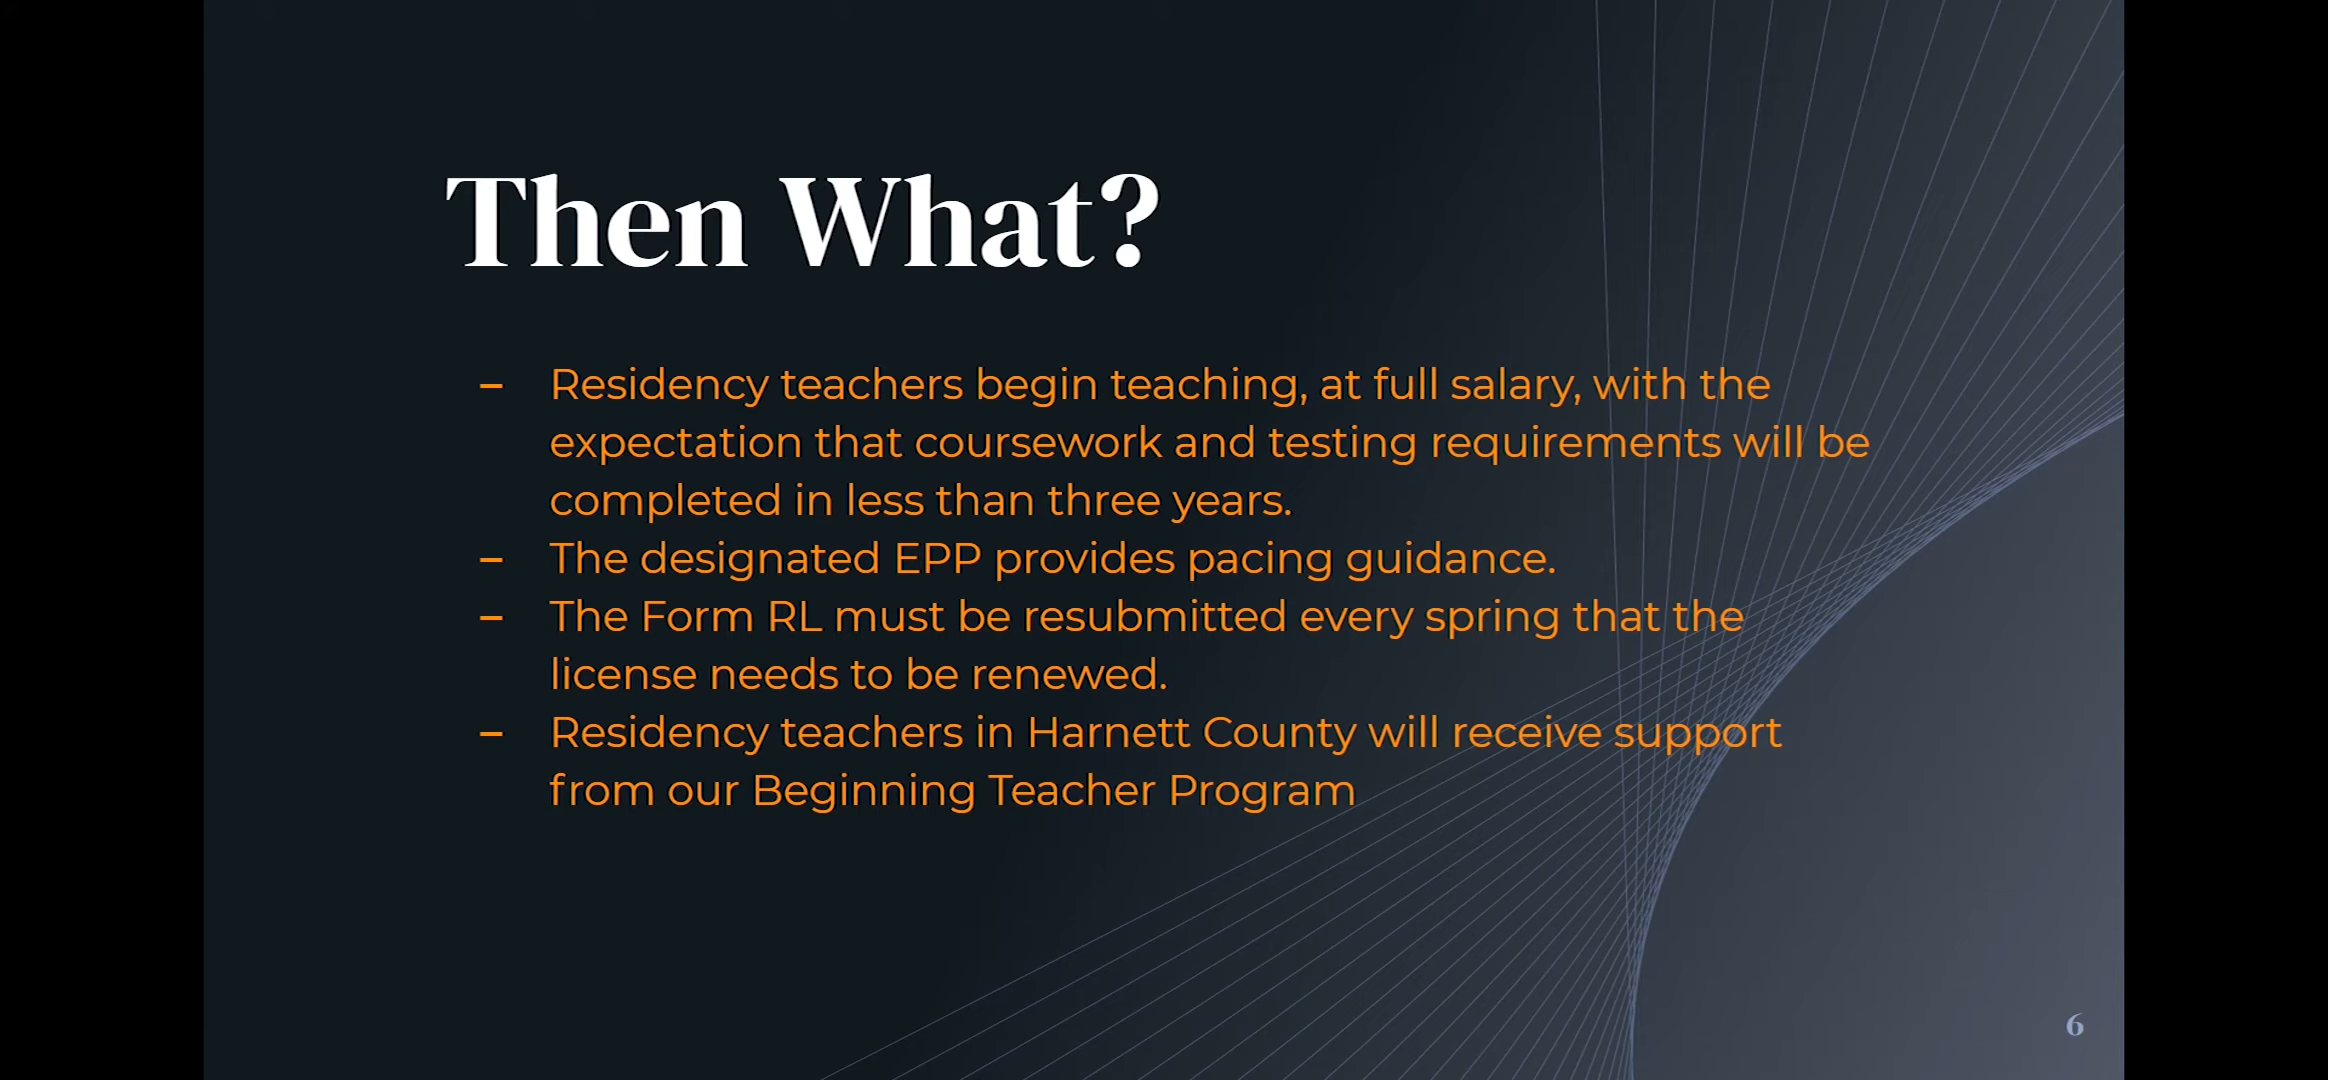 Then What?
– Residency teachers begin teaching, at full salary, with the
expectation that coursework and testing requirements will be
completed in less than three years.
– The designated EPP provides pacing guidance.
– The Form RL must be resubmitted every spring that the
license needs to be renewed.
– Residency teachers in Harnett County will receive support
from our Beginning Teacher Program
6